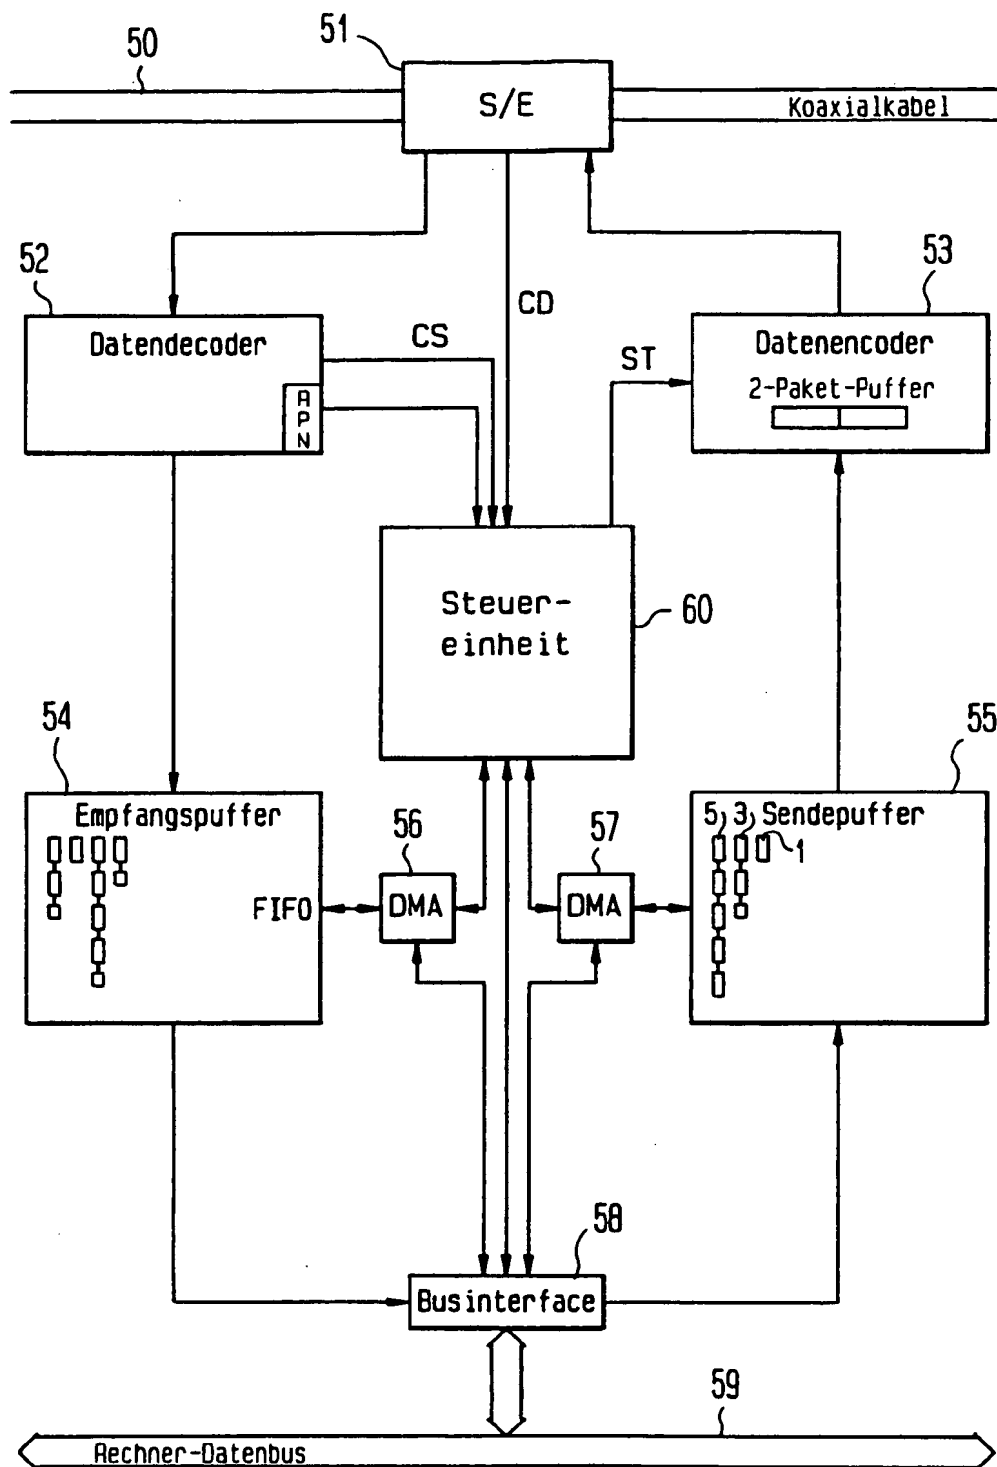 50
51
S/E
Koaxialkabel
52
53
Datendecoder
CS
CD
ST
Datenencoder
2-Paket-Puffer
A
P
N
Steuer-
einheit
60
54
55
Empfangspuffer
56
57
5 3 Sendepuffer
1
FIFO
DMA
DMA
58
Businterface
59
Rechner-Datenbus